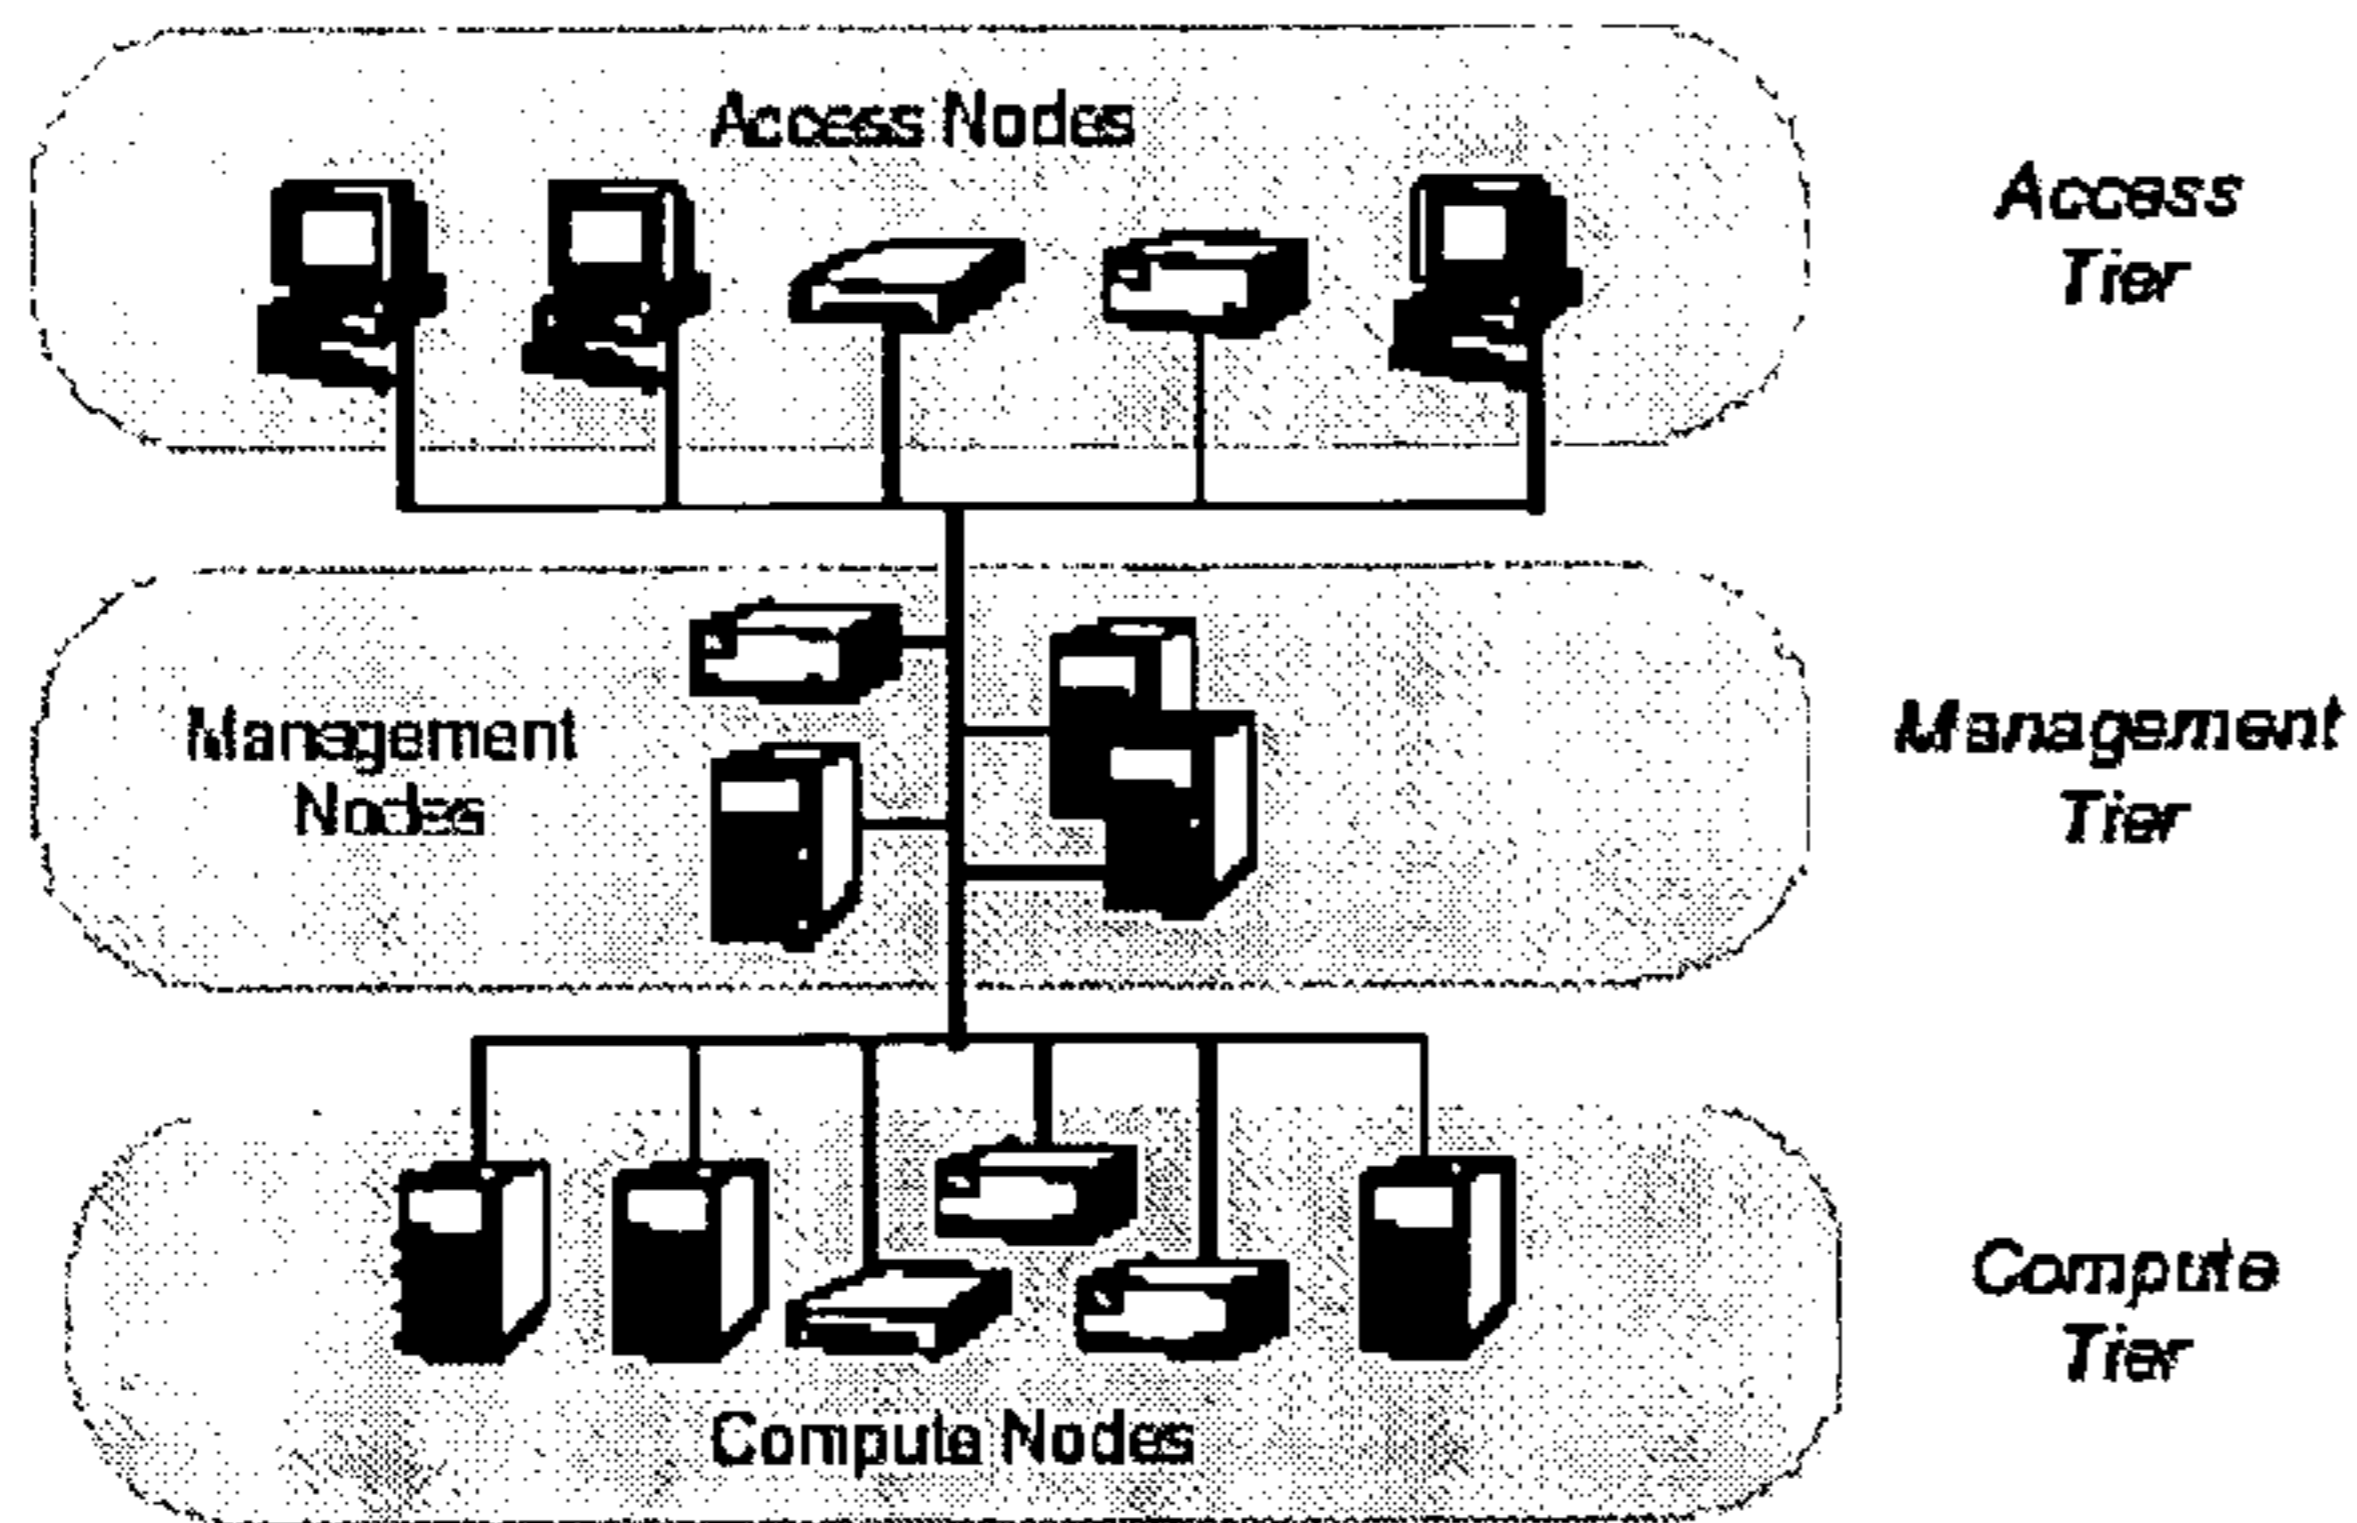 Access Nodes
Access
Tier
Management
Nodes
Management
Tier
Compute
Tier
Compute Nodes